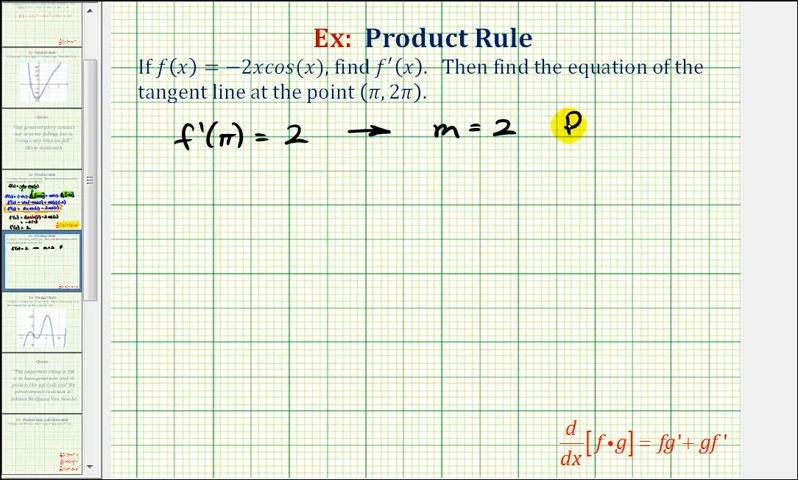 Ex: Product Rule
If f(x) = −2xcos(x), find f′(x). Then find the equation of the
tangent line at the point (π, 2π).
f'(π) = 2 → m = 2 P
d/dx [f•g] = fg'+ gf'